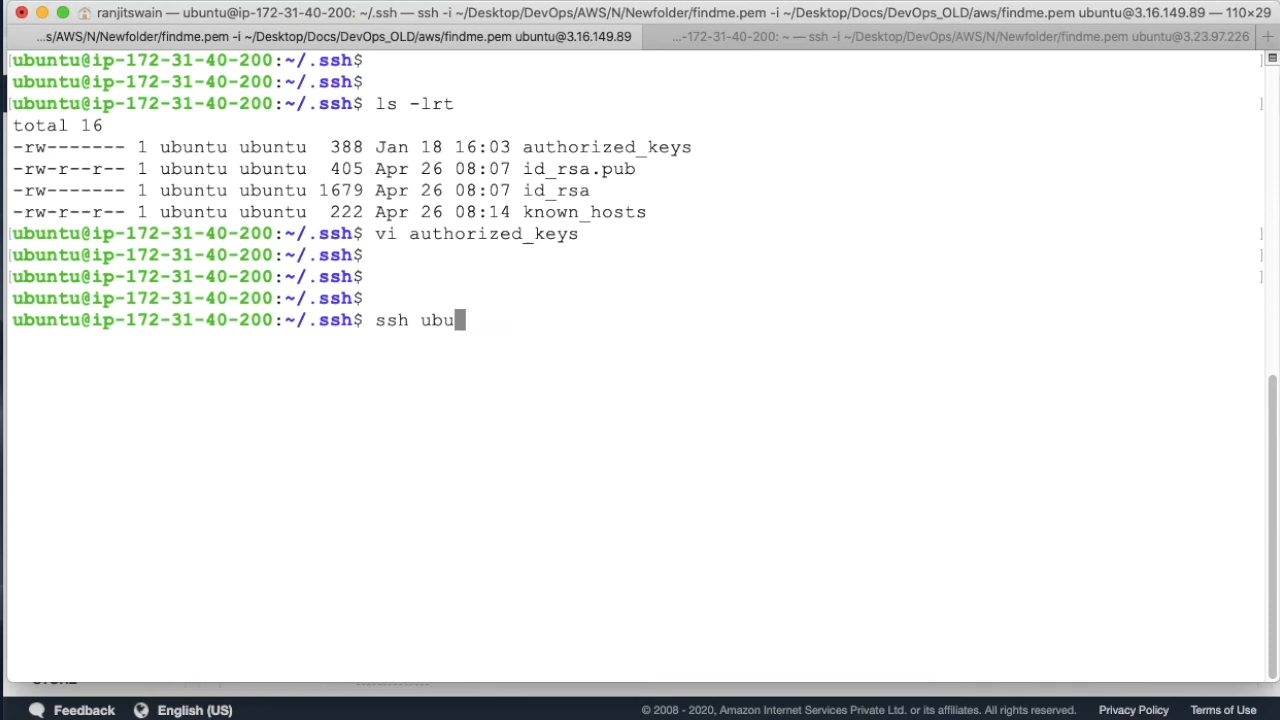 ranjitswain — ubuntu@ip-172-31-40-200: ~/.ssh — ssh -i ~/Desktop/DevOps/AWS/N/Newfolder/findme.pem -i ~/Desktop/Docs/DevOps_OLD/aws/findme.pem ubuntu@3.16.149.89 — 110×29
...s/AWS/N/Newfolder/findme.pem -i ~/Desktop/Docs/DevOps_OLD/aws/findme.pem ubuntu@3.16.149.89
...-172-31-40-200: ~ — ssh -i ~/Desktop/DevOps/AWS/N/Newfolder/findme.pem ubuntu@3.23.97.226
ubuntu@ip-172-31-40-200:~/.ssh$
ubuntu@ip-172-31-40-200:~/.ssh$
ubuntu@ip-172-31-40-200:~/.ssh$ ls -lrt
total 16
-rw------- 1 ubuntu ubuntu  388 Jan 18 16:03 authorized_keys
-rw-r--r-- 1 ubuntu ubuntu  405 Apr 26 08:07 id_rsa.pub
-rw------- 1 ubuntu ubuntu 1679 Apr 26 08:07 id_rsa
-rw-r--r-- 1 ubuntu ubuntu  222 Apr 26 08:14 known_hosts
ubuntu@ip-172-31-40-200:~/.ssh$ vi authorized_keys
ubuntu@ip-172-31-40-200:~/.ssh$
ubuntu@ip-172-31-40-200:~/.ssh$
ubuntu@ip-172-31-40-200:~/.ssh$
ubuntu@ip-172-31-40-200:~/.ssh$ ssh ubu
Feedback English (US) © 2008 - 2020, Amazon Internet Services Private Ltd. or its affiliates. All rights reserved. Privacy Policy Terms of Use